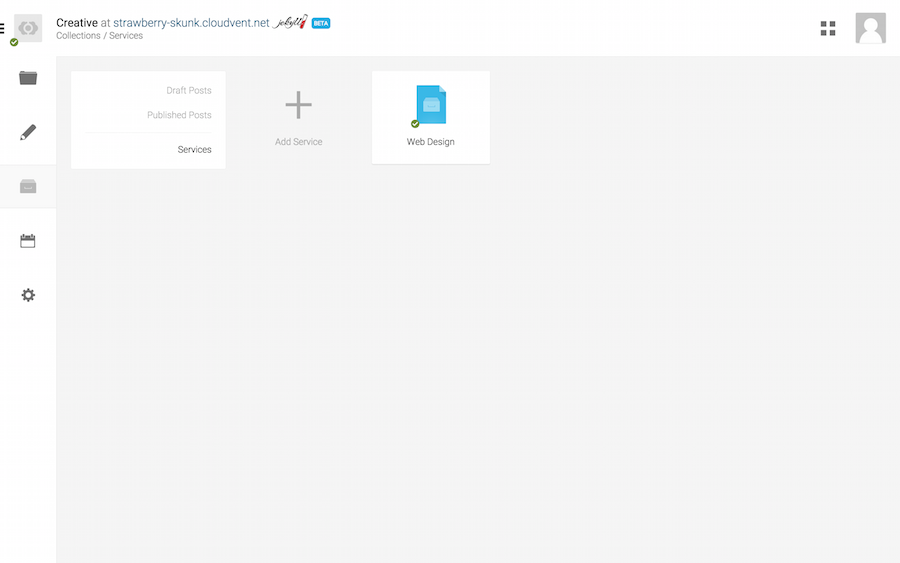 Creative at strawberry-skunk.cloudvent.net jekyll BETA
Collections / Services
Draft Posts
Published Posts
Services
Add Service
Web Design